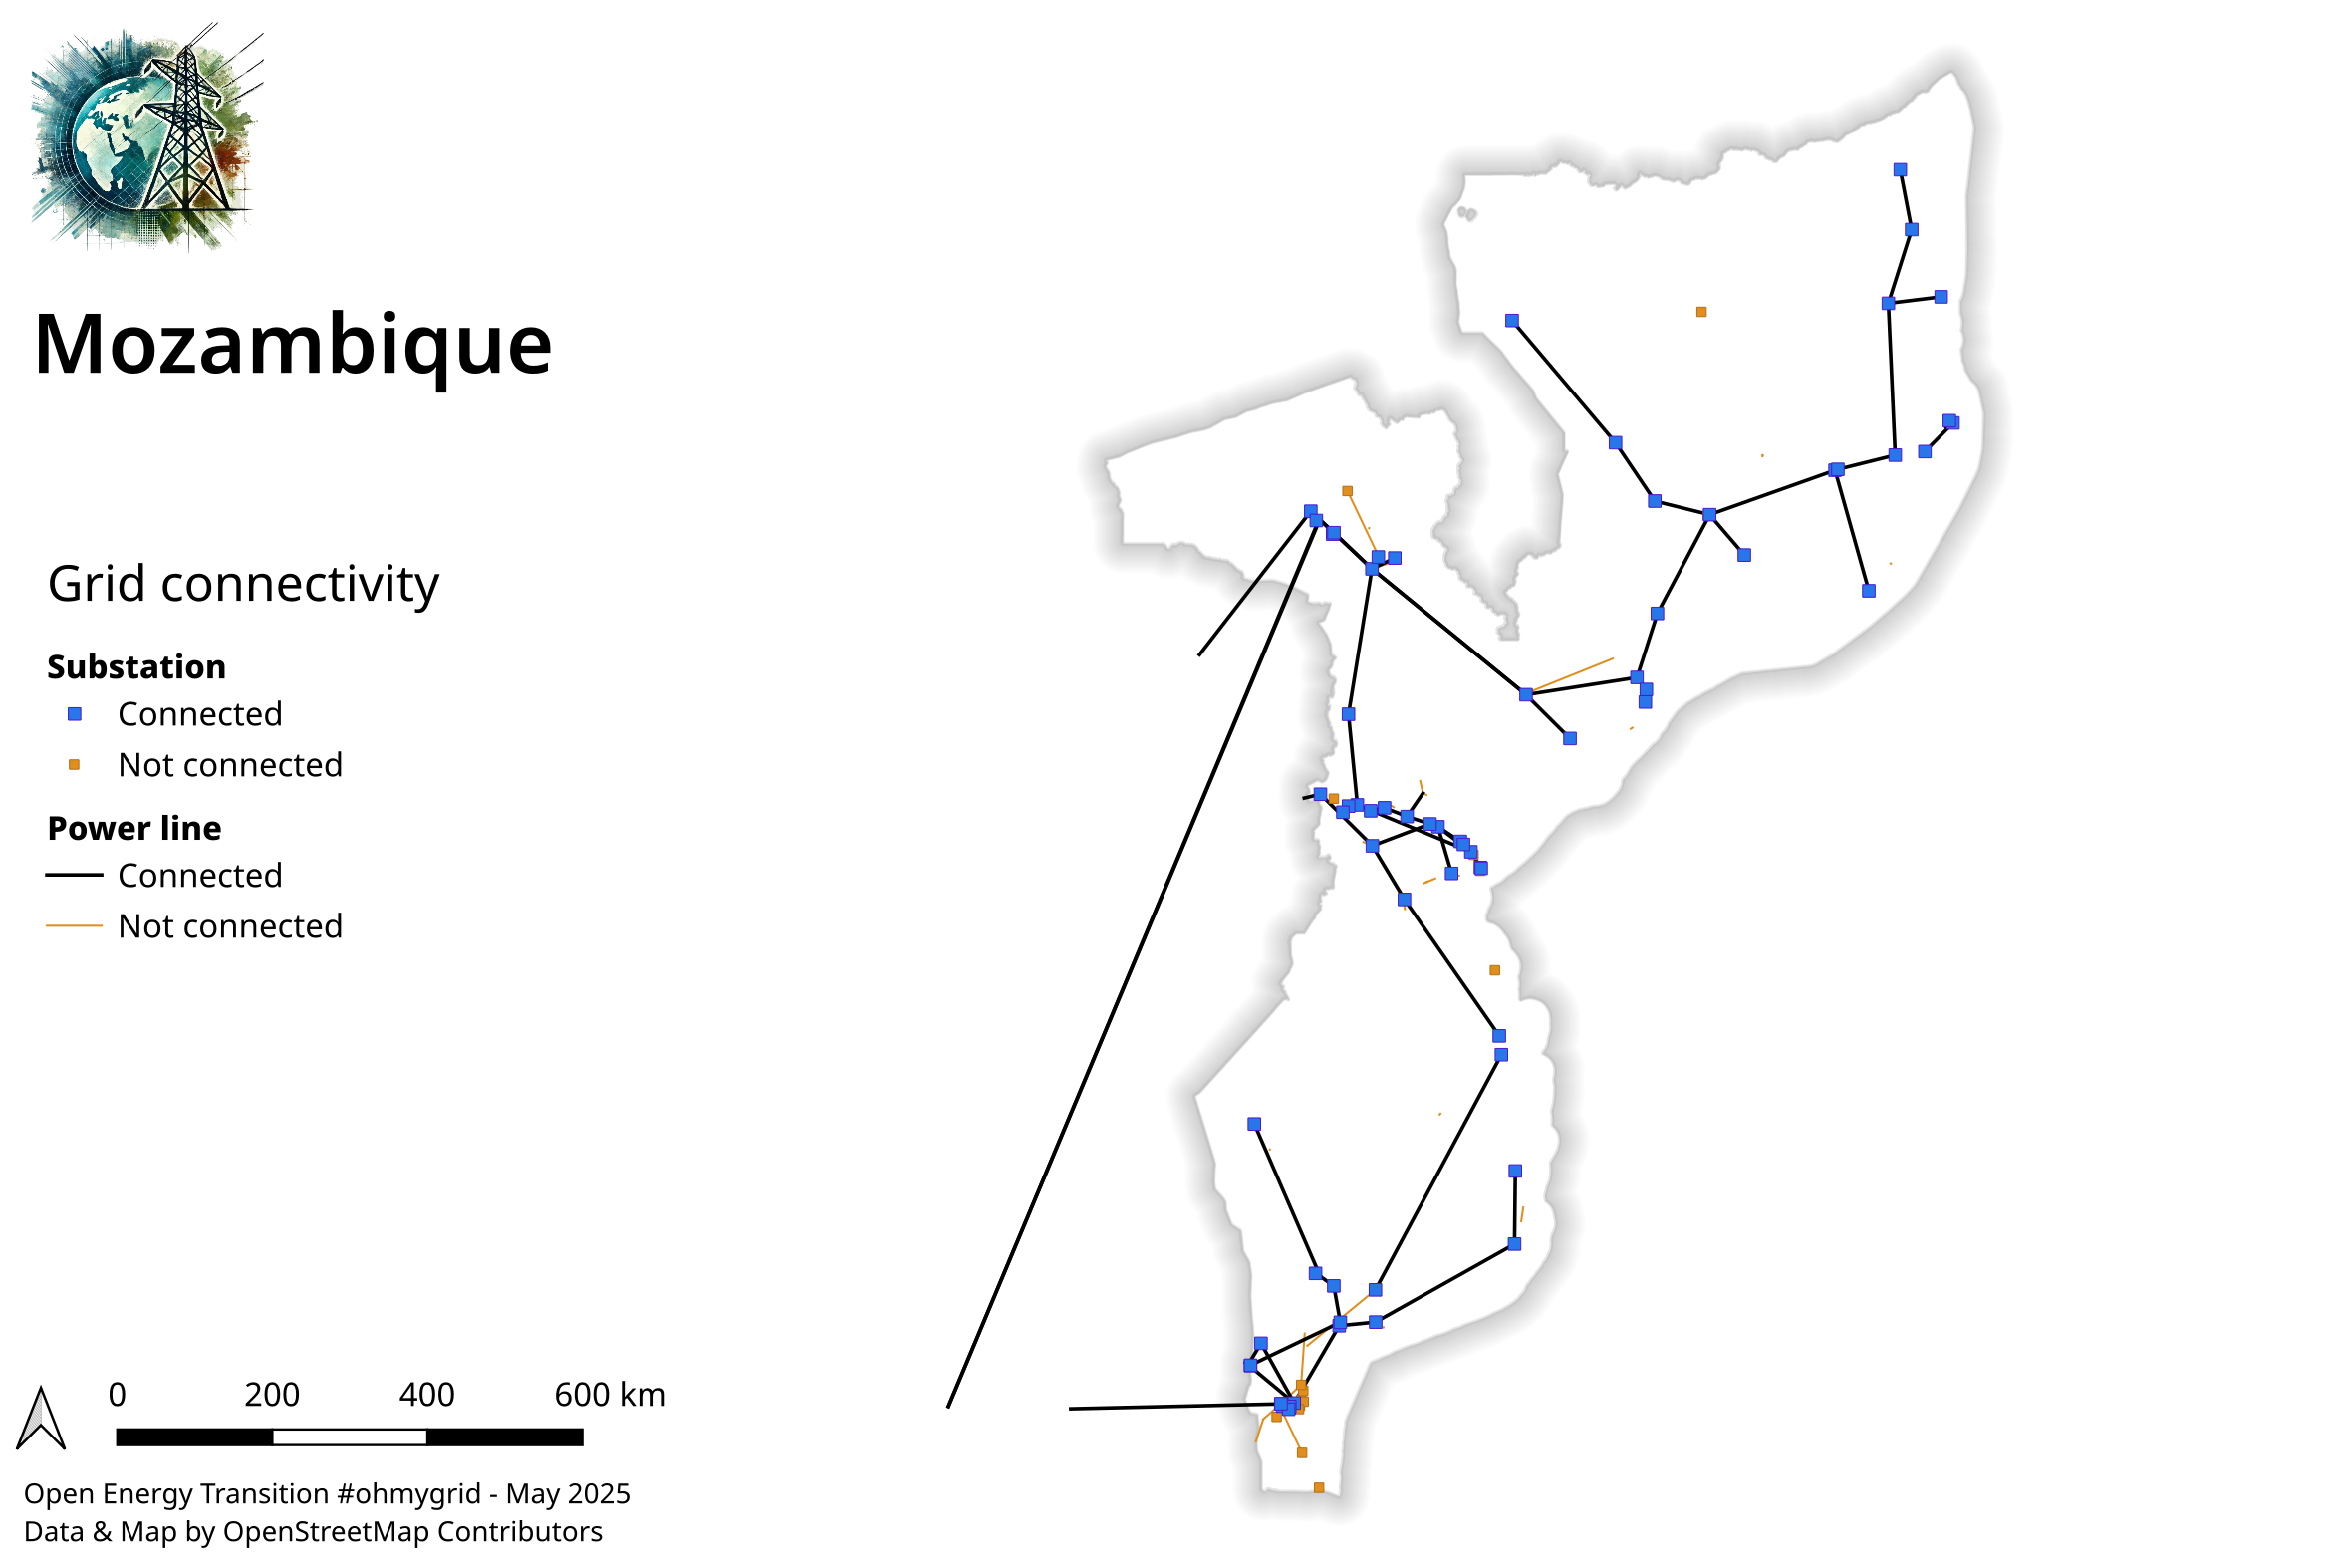 Mozambique
Grid connectivity
Substation
Connected
Not connected
Power line
Connected
Not connected
0 200 400 600 km
Open Energy Transition #ohmygrid - May 2025
Data & Map by OpenStreetMap Contributors